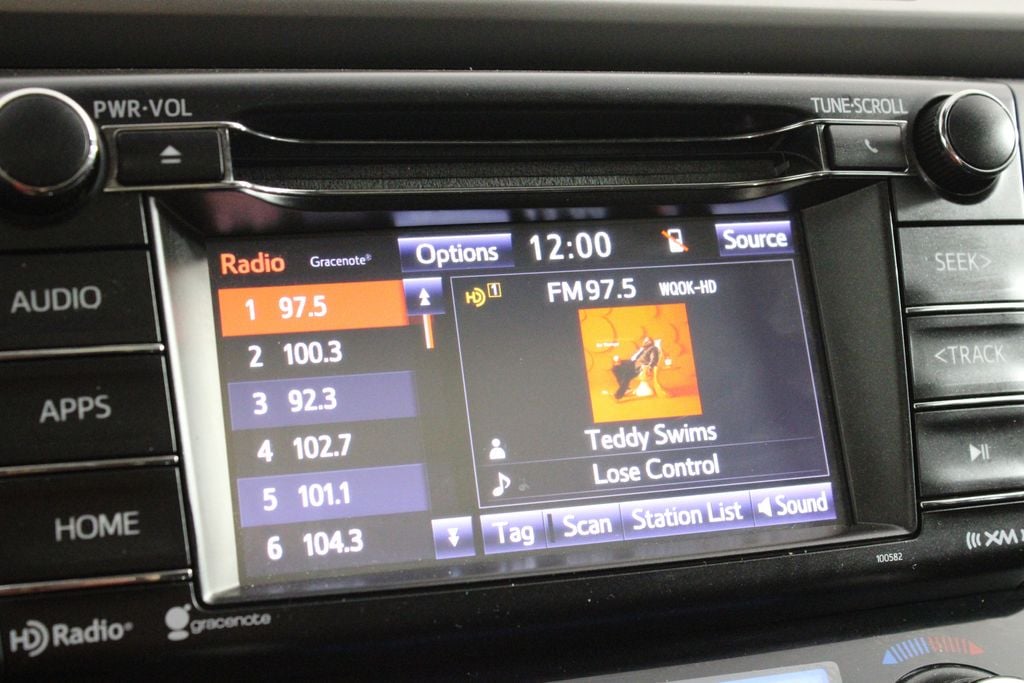 PWR·VOL
TUNE·SCROLL
AUDIO
APPS
HOME
Radio Gracenote® Options 12:00 Source
1 97.5
2 100.3
3 92.3
4 102.7
5 101.1
6 104.3
HD 1 FM 97.5 WQOK-HD
Teddy Swims
Lose Control
Tag Scan Station List Sound
SEEK>
<TRACK
100582
XM
HD Radio®
gracenote